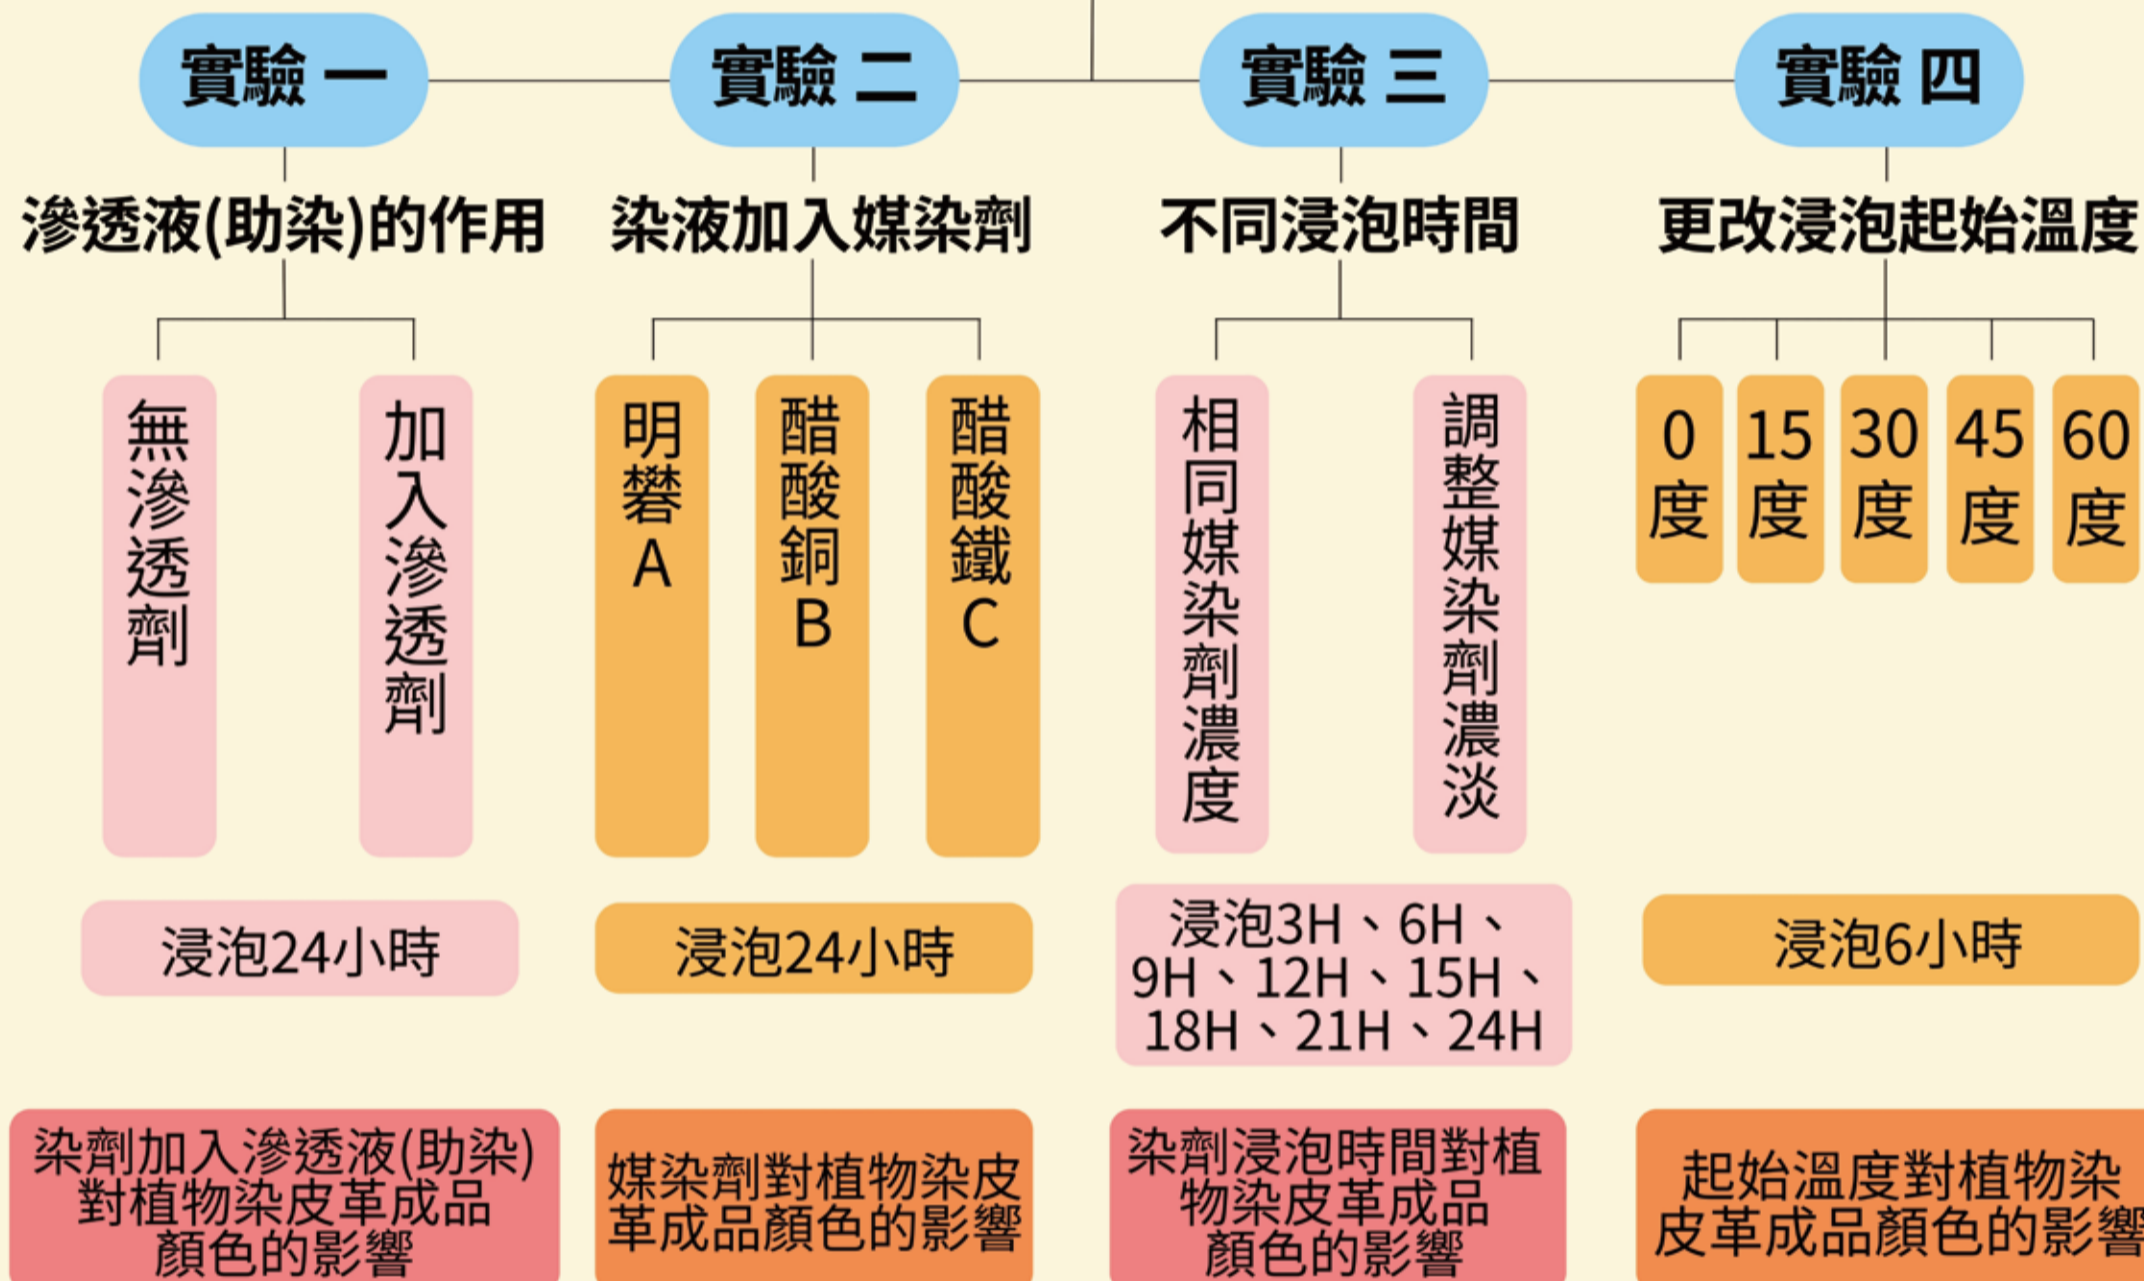 實驗 一
實驗 二
實驗 三
實驗 四
滲透液(助染)的作用
染液加入媒染劑
不同浸泡時間
更改浸泡起始溫度
無滲透劑
加入滲透劑
明礬A
醋酸銅B
醋酸鐵C
相同媒染劑濃度
調整媒染劑濃淡
0度
15度
30度
45度
60度
浸泡24小時
浸泡24小時
浸泡3H、6H、
9H、12H、15H、
18H、21H、24H
浸泡6小時
染劑加入滲透液(助染)
對植物染皮革成品
顏色的影響
媒染劑對植物染皮
革成品顏色的影響
染劑浸泡時間對植
物染皮革成品
顏色的影響
起始溫度對植物染
皮革成品顏色的影響